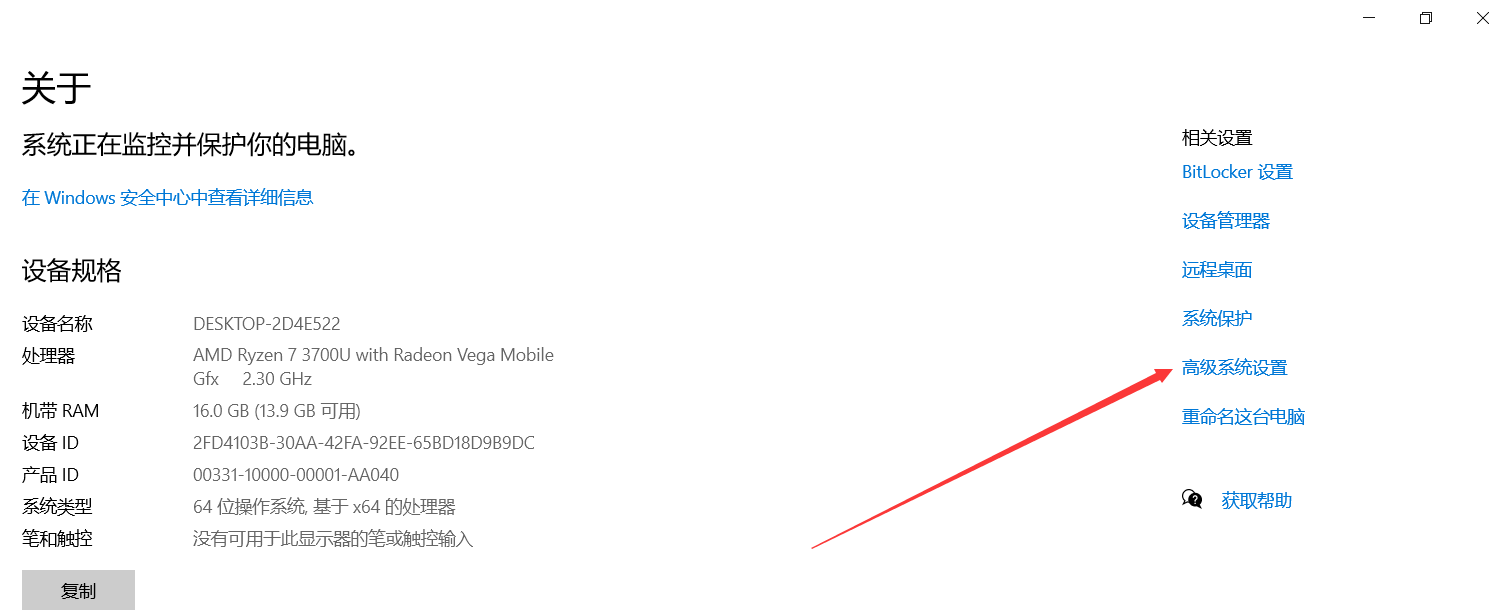 关于
系统正在监控并保护你的电脑。
在 Windows 安全中心中查看详细信息
设备规格
设备名称 DESKTOP-2D4E522
处理器 AMD Ryzen 7 3700U with Radeon Vega Mobile
Gfx 2.30 GHz
机带 RAM 16.0 GB (13.9 GB 可用)
设备 ID 2FD4103B-30AA-42FA-92EE-65BD18D9B9DC
产品 ID 00331-10000-00001-AA040
系统类型 64 位操作系统, 基于 x64 的处理器
笔和触控 没有可用于此显示器的笔或触控输入
复制
相关设置
BitLocker 设置
设备管理器
远程桌面
系统保护
高级系统设置
重命名这台电脑
获取帮助